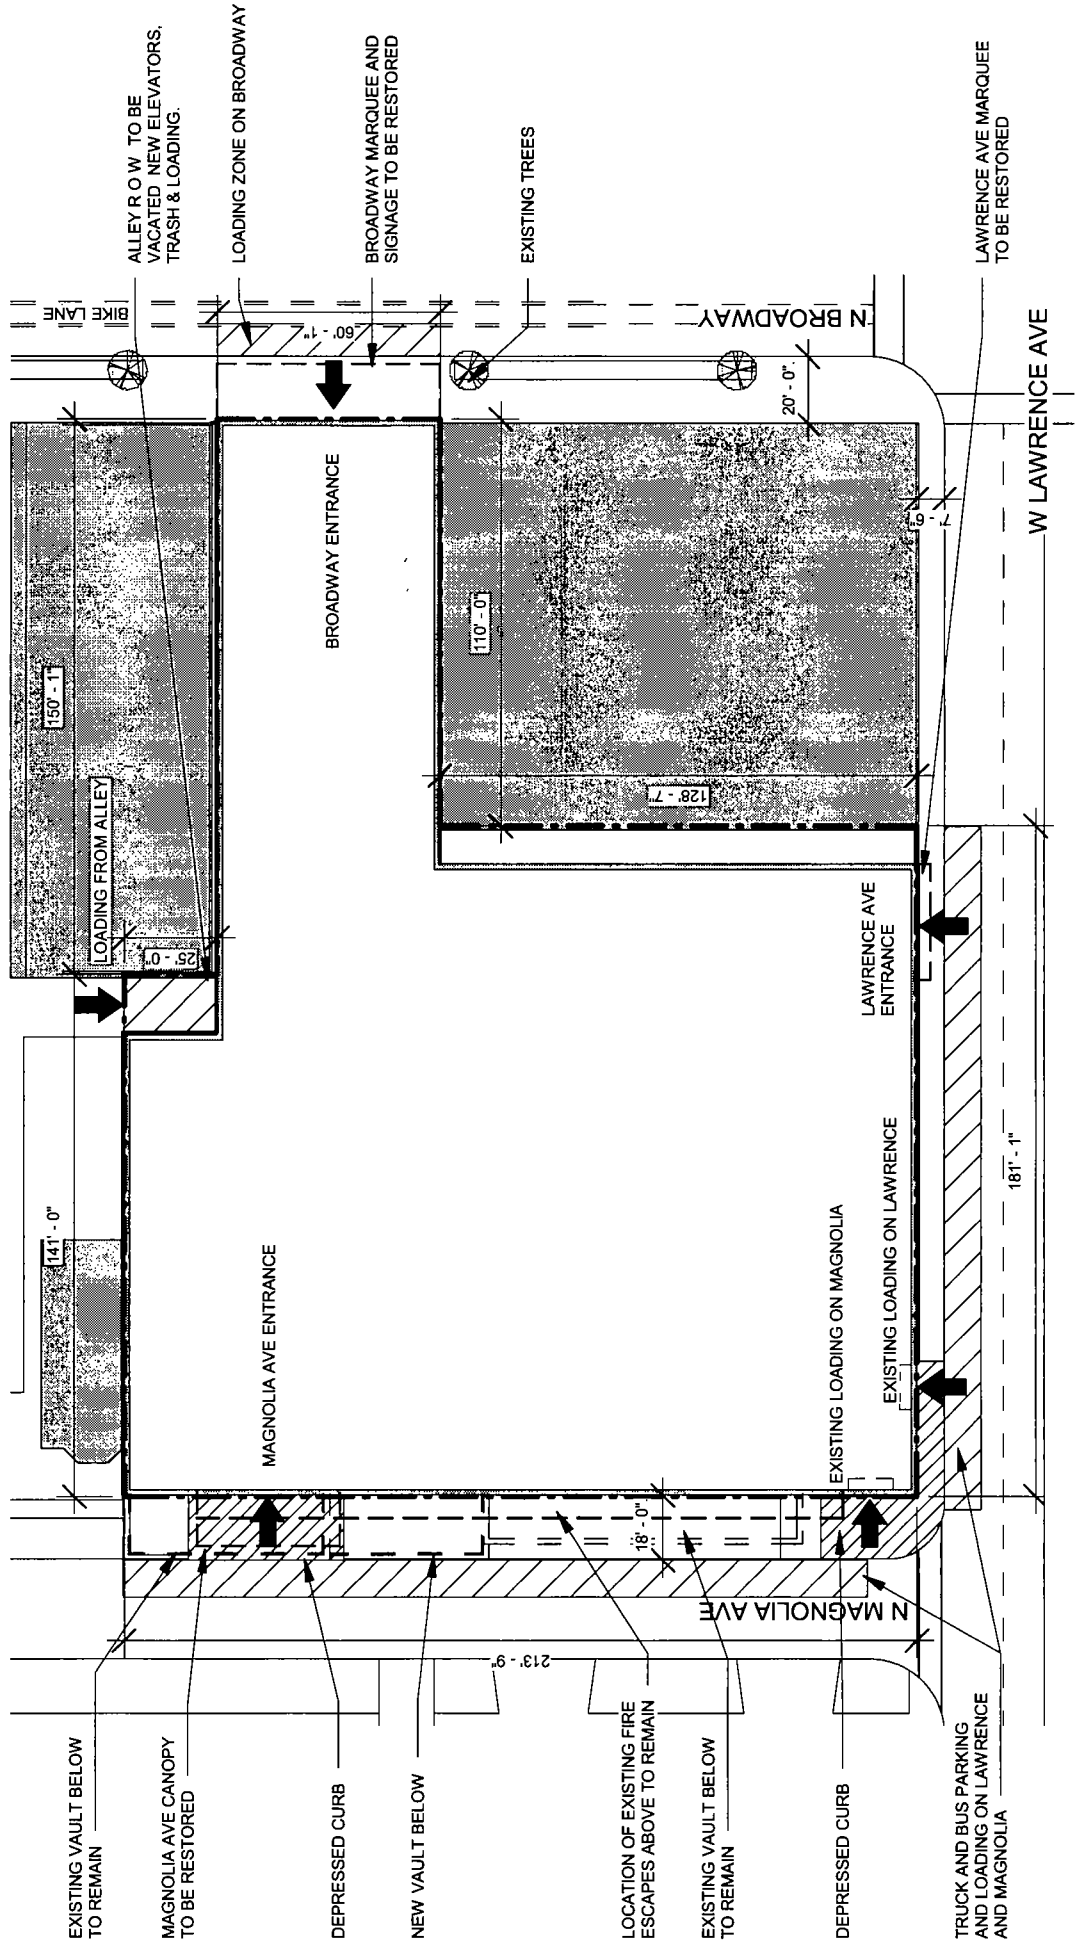 EXISTING VAULT BELOW
TO REMAIN
MAGNOLIA AVE CANOPY
TO BE RESTORED
DEPRESSED CURB
NEW VAULT BELOW
LOCATION OF EXISTING FIRE
ESCAPES ABOVE TO REMAIN
EXISTING VAULT BELOW
TO REMAIN
DEPRESSED CURB
TRUCK AND BUS PARKING
AND LOADING ON LAWRENCE
AND MAGNOLIA
213' - 9"
N MAGNOLIA AVE
18' - 0"
141' - 0"
MAGNOLIA AVE ENTRANCE
EXISTING LOADING ON MAGNOLIA
EXISTING LOADING ON LAWRENCE
181' - 1"
LOADING FROM ALLEY
25' - 0"
LAWRENCE AVE
ENTRANCE
150' - 1"
128' - 7"
110' - 0"
BROADWAY ENTRANCE
7' - 6"
W LAWRENCE AVE
20' - 0"
60' - 1"
BIKE LANE
N BROADWAY
ALLEY R O W TO BE
VACATED NEW ELEVATORS,
TRASH & LOADING.
LOADING ZONE ON BROADWAY
BROADWAY MARQUEE AND
SIGNAGE TO BE RESTORED
EXISTING TREES
LAWRENCE AVE MARQUEE
TO BE RESTORED